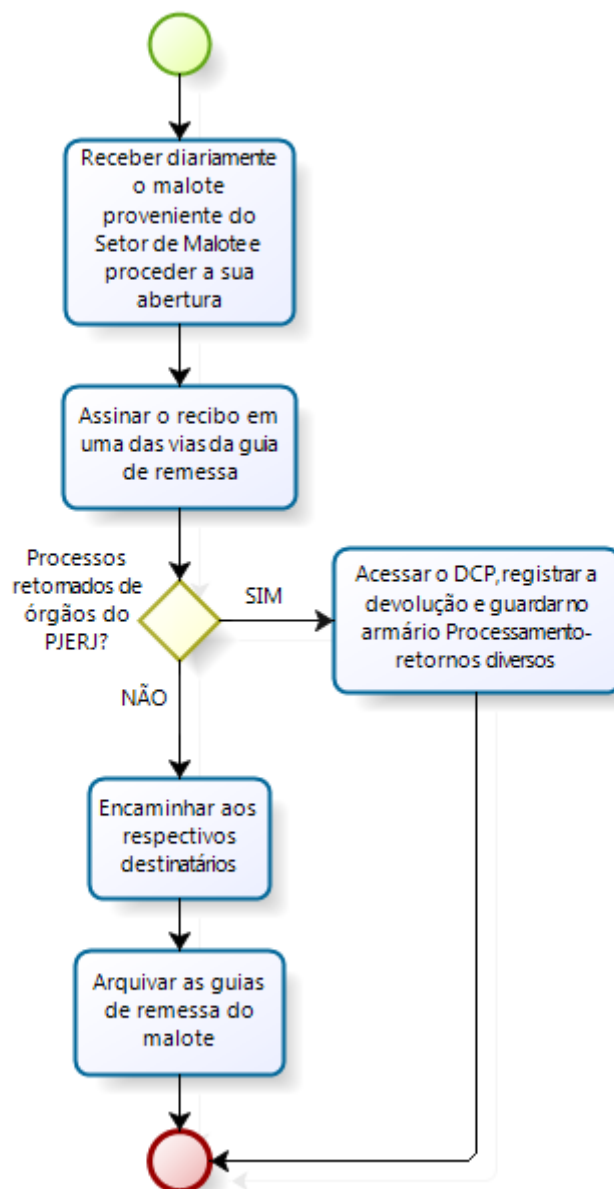 Receber diariamente
o malote
proveniente do
Setor de Malote e
proceder a sua
abertura
Assinar o recibo em
uma das vias da guia
de remessa
Processos
retornados de
órgãos do
PJERJ?
SIM
Acessar o DCP, registrar a
devolução e guardar no
armário Processamento-
retornos diversos
NÃO
Encaminhar aos
respectivos
destinatários
Arquivar as guias
de remessa do
malote